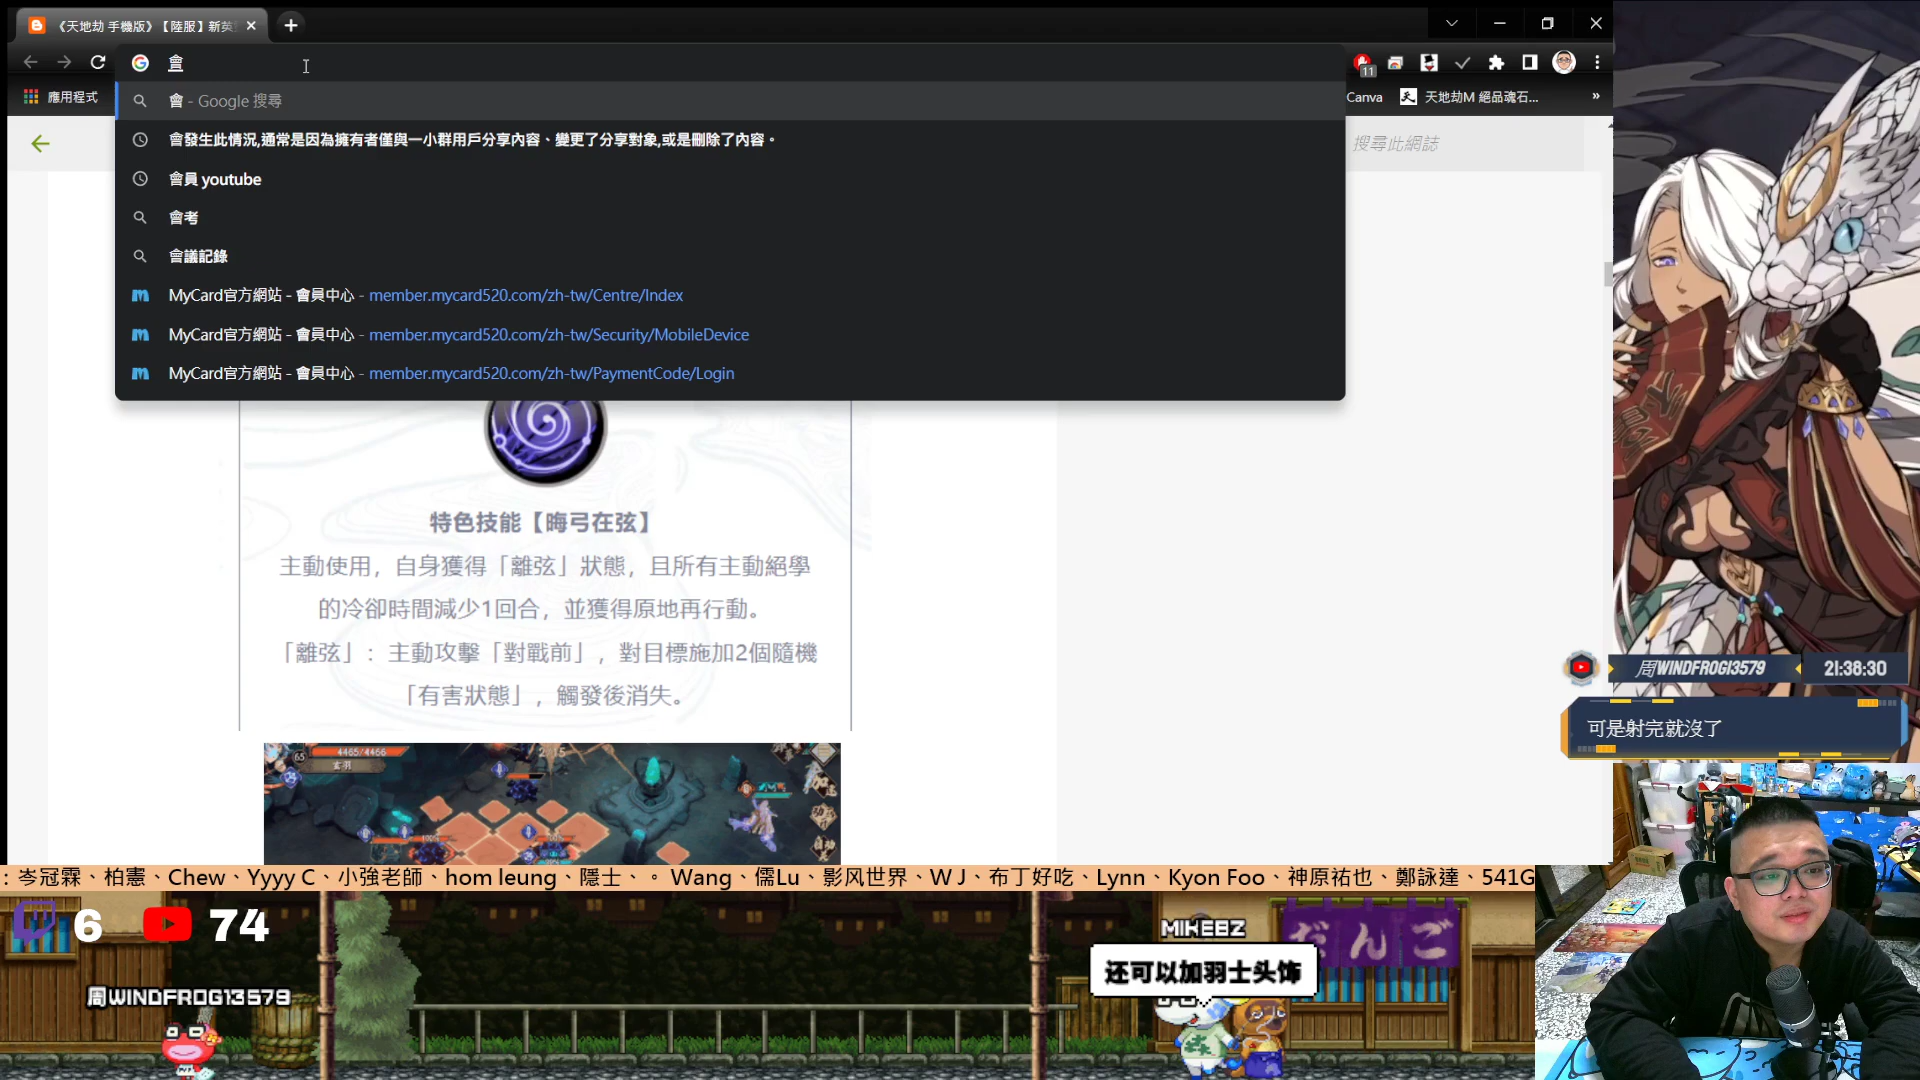 《天地劫 手機版》【陸服】新英
會
應用程式
會 - Google 搜尋
11
Canva
天地劫M 絕品魂石...
»
會發生此情況,通常是因為擁有者僅與一小群用戶分享內容、變更了分享對象,或是刪除了內容。
搜尋此網誌
會員 youtube
會考
會議記錄
MyCard官方網站 - 會員中心 - member.mycard520.com/zh-tw/Centre/Index
MyCard官方網站 - 會員中心 - member.mycard520.com/zh-tw/Security/MobileDevice
MyCard官方網站 - 會員中心 - member.mycard520.com/zh-tw/PaymentCode/Login
特色技能【晦弓在弦】
主動使用，自身獲得「離弦」狀態，且所有主動絕學
的冷卻時間減少1回合，並獲得原地再行動。
「離弦」：主動攻擊「對戰前」，對目標施加2個隨機
「有害狀態」，觸發後消失。
周WINDFROG13579
21:38:30
可是射完就沒了
4465/4466
65
: 岑冠霖、柏憲、Chew、Yyyy C、小強老師、hom leung、隱士、。 Wang、儒Lu、影风世界、W J、布丁好吃、Lynn、Kyon Foo、神原祐也、鄭詠達、541G
6
74
MIKEEZ
だんご
还可以加羽士头饰
周WINDFROG13579